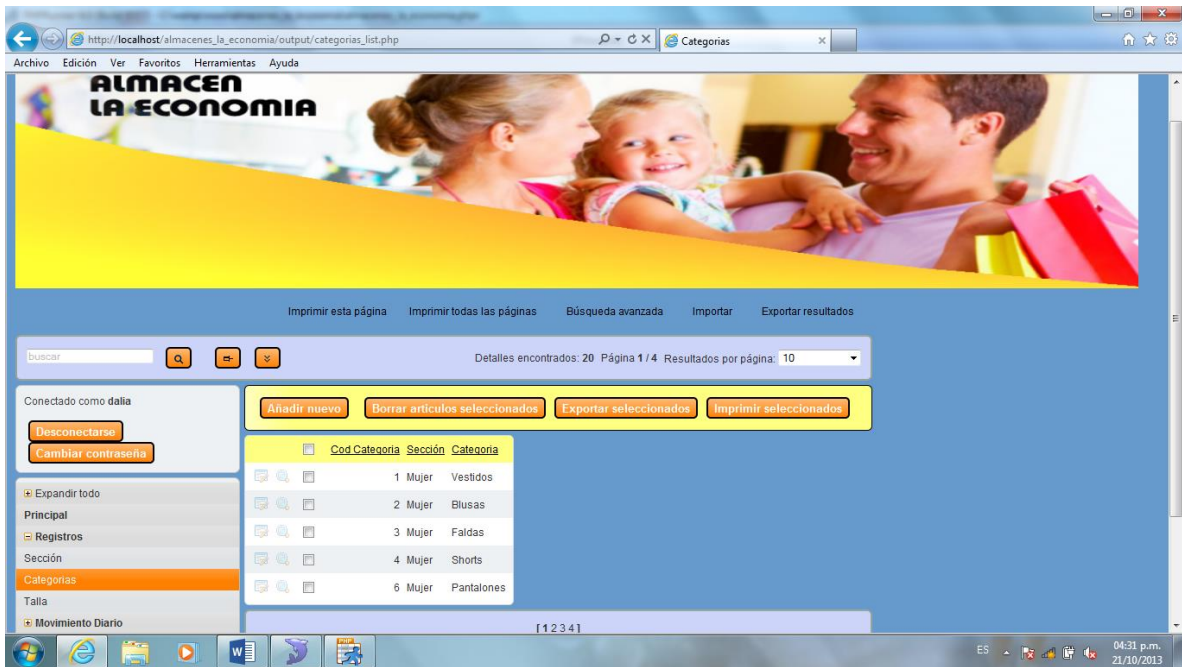 http://localhost/almacenes_la_economia/output/categorias_list.php
Categorias
Archivo Edición Ver Favoritos Herramientas Ayuda
ALMACEN
LA ECONOMIA
Imprimir esta página Imprimir todas las páginas Búsqueda avanzada Importar Exportar resultados
buscar
Detalles encontrados: 20 Página 1 / 4 Resultados por página: 10
Conectado como dalia
Desconectarse
Cambiar contraseña
Añadir nuevo Borrar articulos seleccionados Exportar seleccionados Imprimir seleccionados
Cod Categoria Sección Categoria
1 Mujer Vestidos
2 Mujer Blusas
3 Mujer Faldas
4 Mujer Shorts
6 Mujer Pantalones
Expandir todo
Principal
Registros
Sección
Categorias
Talla
Movimiento Diario
[1 2 3 4]
ES
04:31 p.m.
21/10/2013